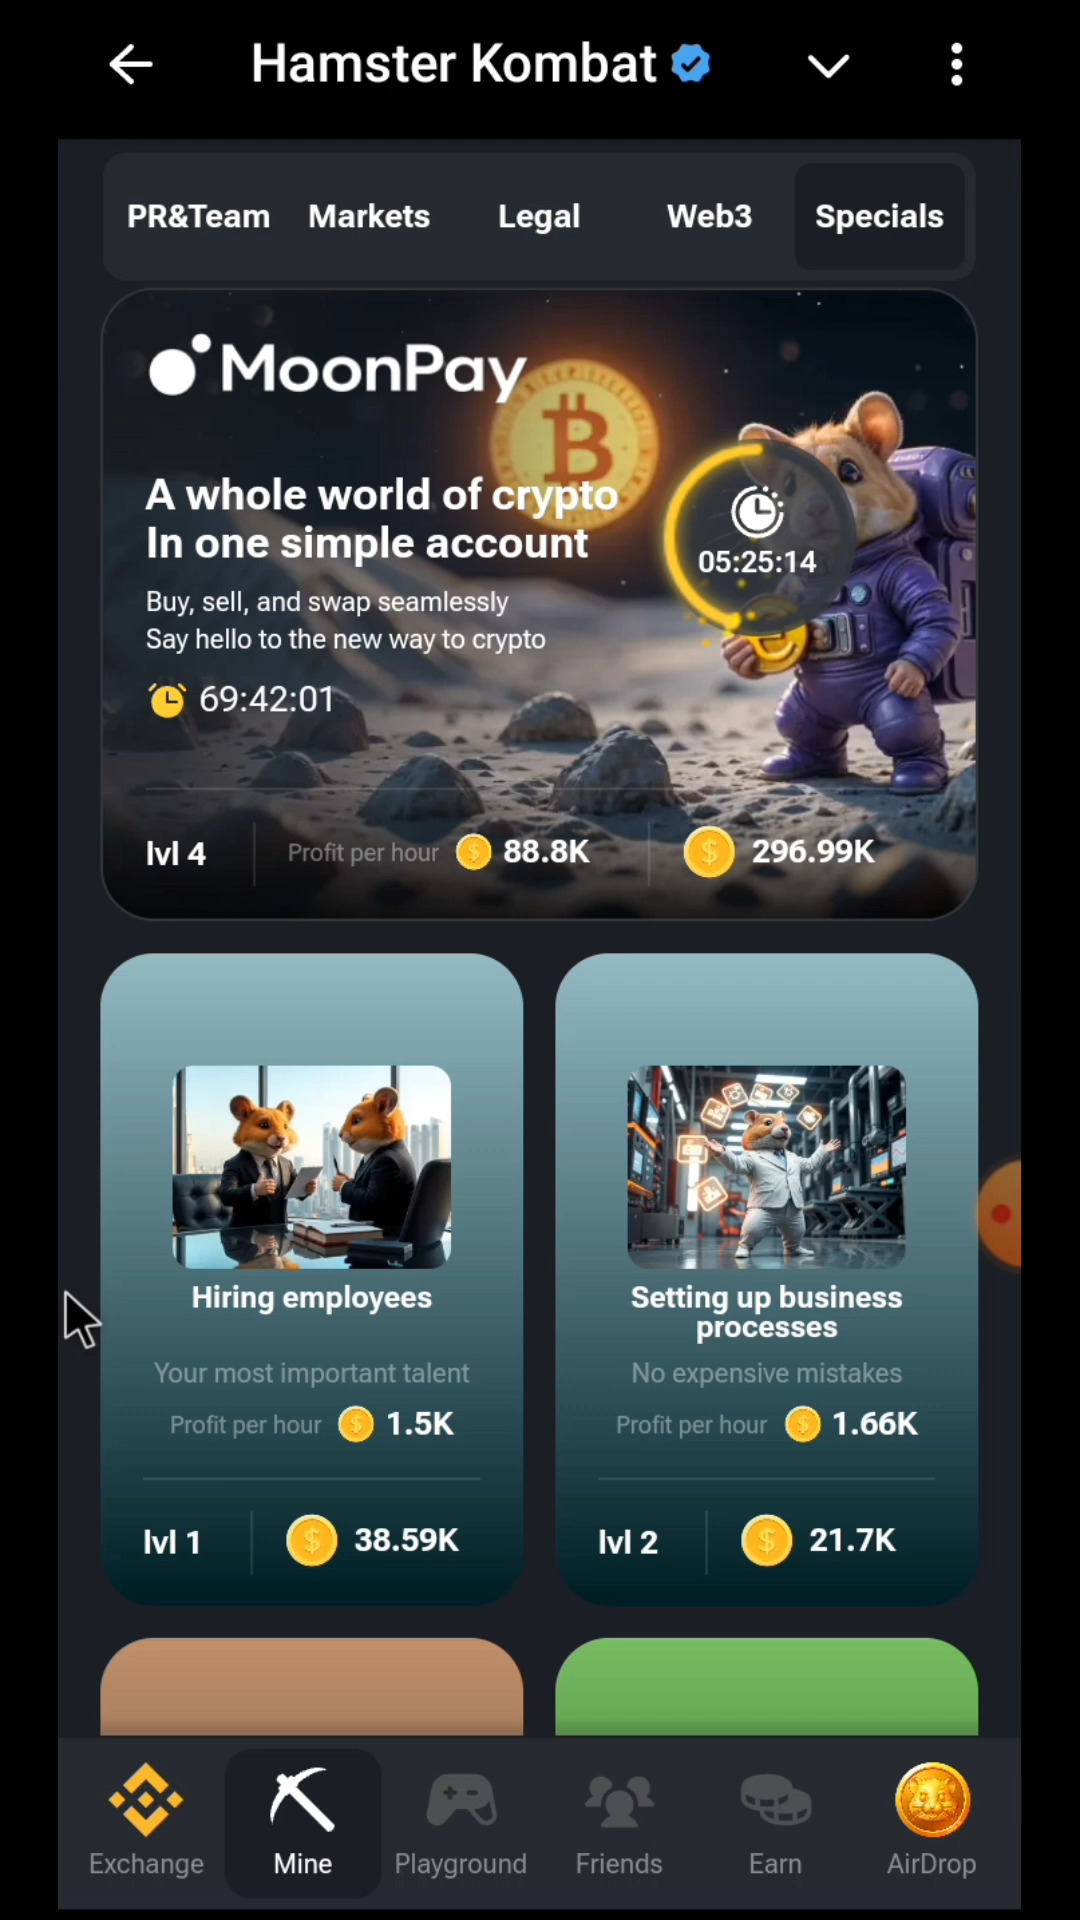 Hamster Kombat
PR&Team Markets Legal Web3 Specials
MoonPay
A whole world of crypto
In one simple account
Buy, sell, and swap seamlessly
Say hello to the new way to crypto
05:25:14
69:42:01
lvl 4 Profit per hour 88.8K 296.99K
Hiring employees
Your most important talent
Profit per hour 1.5K
lvl 1 38.59K
Setting up business
processes
No expensive mistakes
Profit per hour 1.66K
lvl 2 21.7K
Exchange Mine Playground Friends Earn AirDrop